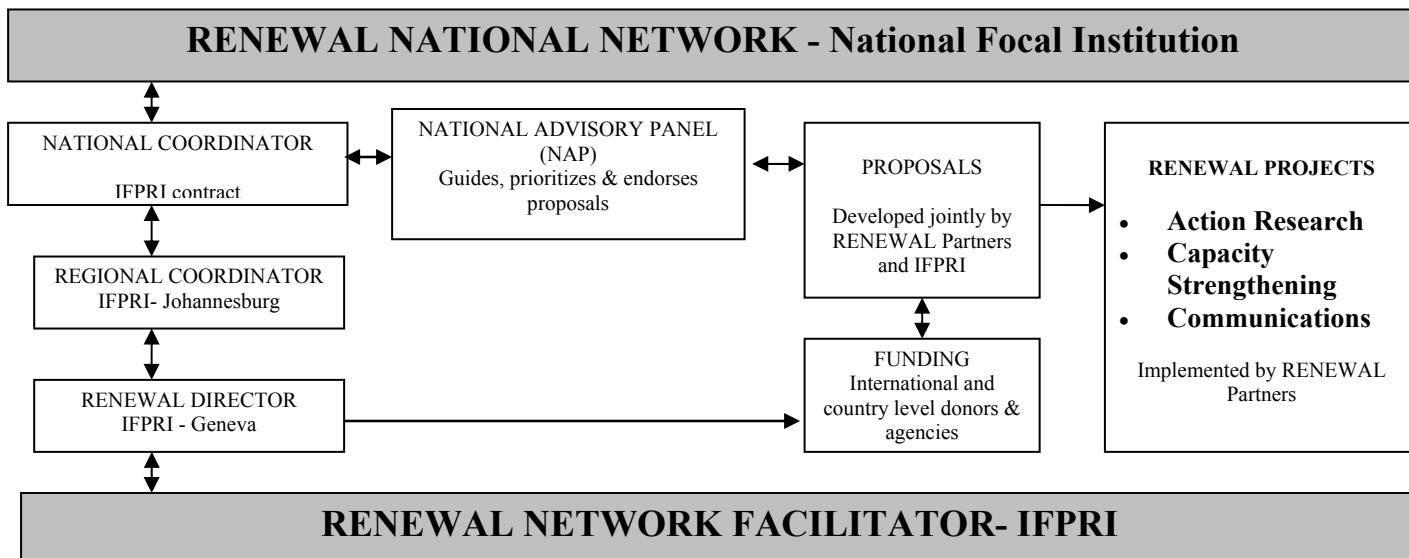 RENEWAL NATIONAL NETWORK - National Focal Institution
NATIONAL COORDINATOR
IFPRI contract
NATIONAL ADVISORY PANEL
(NAP)
Guides, prioritizes & endorses
proposals
PROPOSALS
Developed jointly by
RENEWAL Partners
and IFPRI
RENEWAL PROJECTS
• Action Research
• Capacity
Strengthening
• Communications
Implemented by RENEWAL
Partners
REGIONAL COORDINATOR
IFPRI- Johannesburg
FUNDING
International and
country level donors &
agencies
RENEWAL DIRECTOR
IFPRI - Geneva
RENEWAL NETWORK FACILITATOR- IFPRI